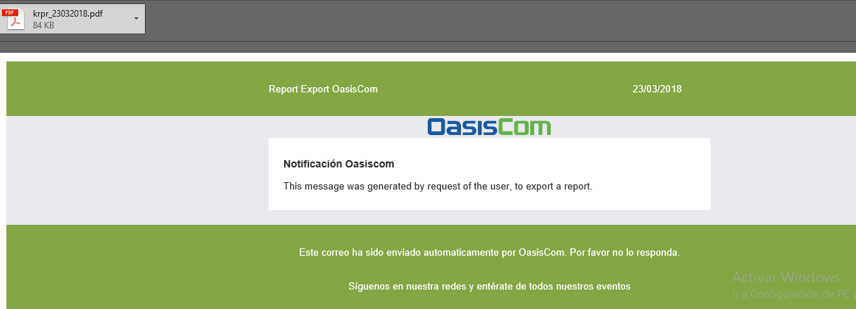 krpr_23032018.pdf
84 KB
Report Export OasisCom 23/03/2018
OasisCom
Notificación Oasiscom
This message was generated by request of the user, to export a report.
Este correo ha sido enviado automaticamente por OasisCom. Por favor no lo responda.
Síguenos en nuestra redes y entérate de todos nuestros eventos
Activar Windows
Ir a Configuración de PC